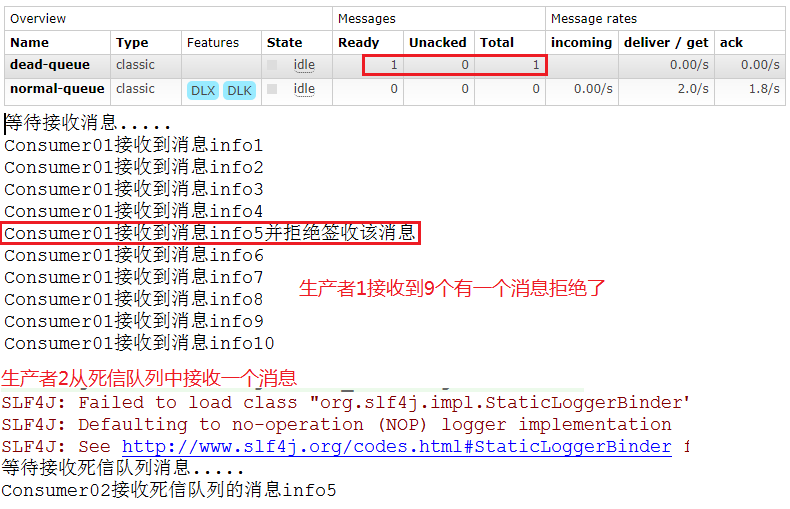 Overview Messages Message rates
Name Type Features State Ready Unacked Total incoming deliver / get ack
dead-queue classic idle 1 0 1 0.00/s 0.00/s
normal-queue classic DLX DLK idle 0 0 0 0.00/s 2.0/s 1.8/s
等待接收消息.....
Consumer01接收到消息info1
Consumer01接收到消息info2
Consumer01接收到消息info3
Consumer01接收到消息info4
Consumer01接收到消息info5并拒绝签收该消息
Consumer01接收到消息info6
Consumer01接收到消息info7
生产者1接收到9个有一个消息拒绝了
Consumer01接收到消息info8
Consumer01接收到消息info9
Consumer01接收到消息info10
生产者2从死信队列中接收一个消息
SLF4J: Failed to load class "org.slf4j.impl.StaticLoggerBinder"
SLF4J: Defaulting to no-operation (NOP) logger implementation
SLF4J: See http://www.slf4j.org/codes.html#StaticLoggerBinder f
等待接收死信队列消息.....
Consumer02接收死信队列的消息info5